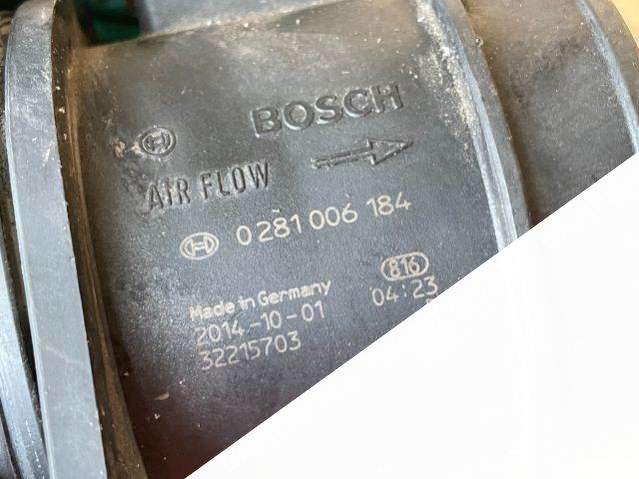 BOSCH
AIR FLOW
0 281 006 184
816
Made in Germany
2014-10-01 04:23
32215703